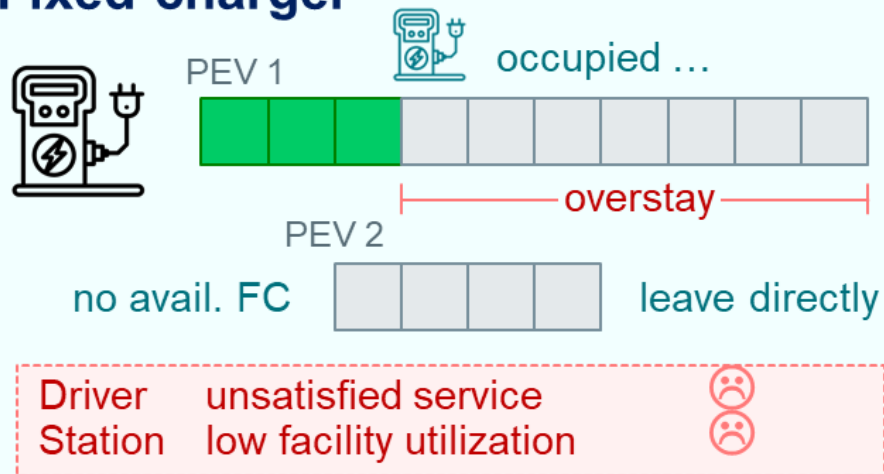 Fixed charger
PEV 1
occupied ...
overstay
PEV 2
no avail. FC
leave directly
Driver unsatisfied service
Station low facility utilization